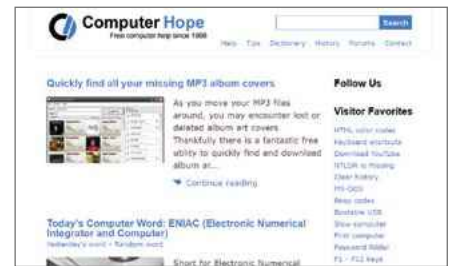 Computer Hope
Free computer help since 1998
Search
Help Tips Dictionary History Forums Contact
Quickly find all your missing MP3 album covers
As you move your MP3 files
around, you may encounter lost or
deleted album art covers.
Thankfully there is a fantastic free
utility to quickly find and download
album ar...
Continue reading
Today's Computer Word: ENIAC (Electronic Numerical
Integrator and Computer)
Yesterday's word - Random word
Short for Electronic Numerical
Follow Us
Visitor Favorites
HTML color codes
Keyboard shortcuts
Download YouTube
NTLDR is missing
Clear history
MS-DOS
Beep codes
Bootable USB
Slow computer
First computer
Password folder
F1 - F12 keys